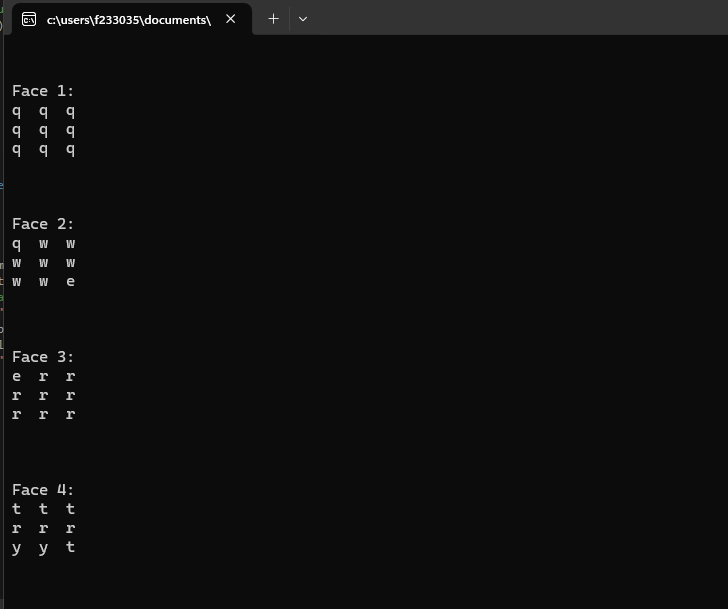 c:\users\f233035\documents\
Face 1:
q q q
q q q
q q q
Face 2:
q w w
w w w
w w e
Face 3:
e r r
r r r
r r r
Face 4:
t t t
r r r
y y t